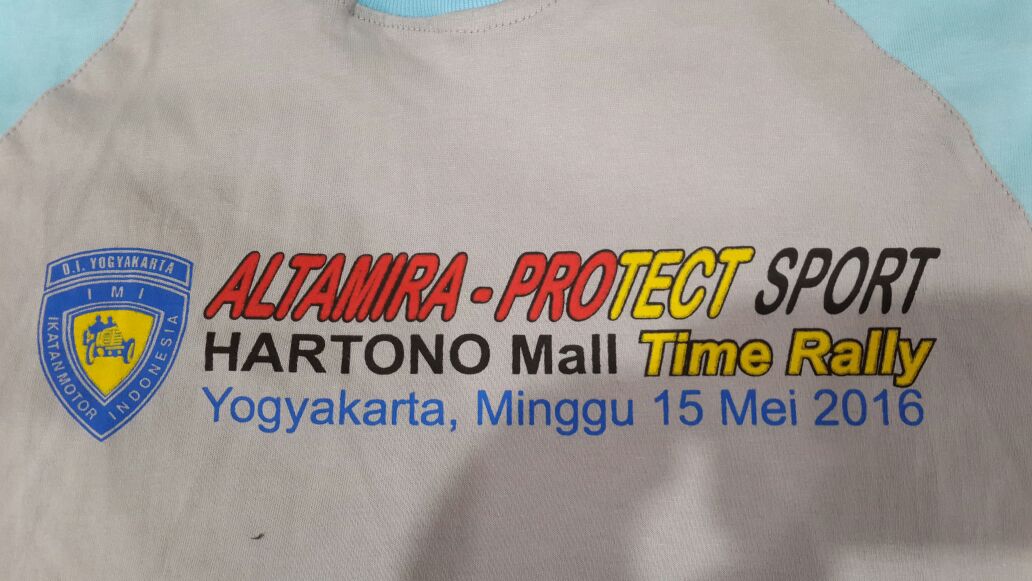 D.I. YOGYAKARTA
IMI
IKATAN MOTOR INDONESIA
ALTAMIRA - PROTECT SPORT
HARTONO Mall Time Rally
Yogyakarta, Minggu 15 Mei 2016